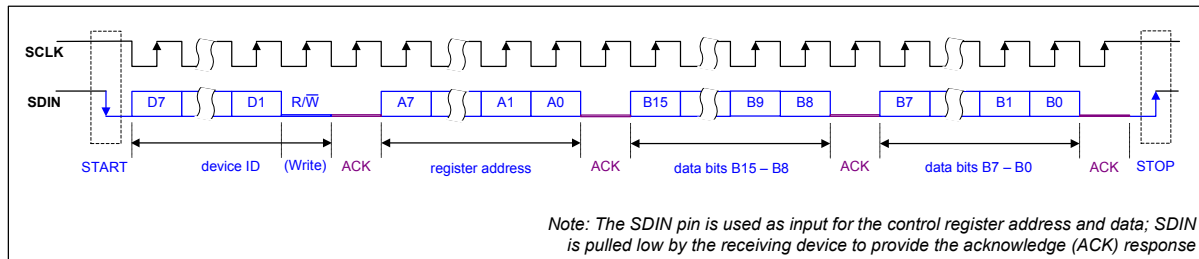 SCLK
SDIN
D7 D1 R/W̅ A7 A1 A0 B15 B9 B8 B7 B1 B0
START device ID (Write) ACK register address ACK data bits B15 – B8 ACK data bits B7 – B0 ACK STOP
Note: The SDIN pin is used as input for the control register address and data; SDIN
is pulled low by the receiving device to provide the acknowledge (ACK) response